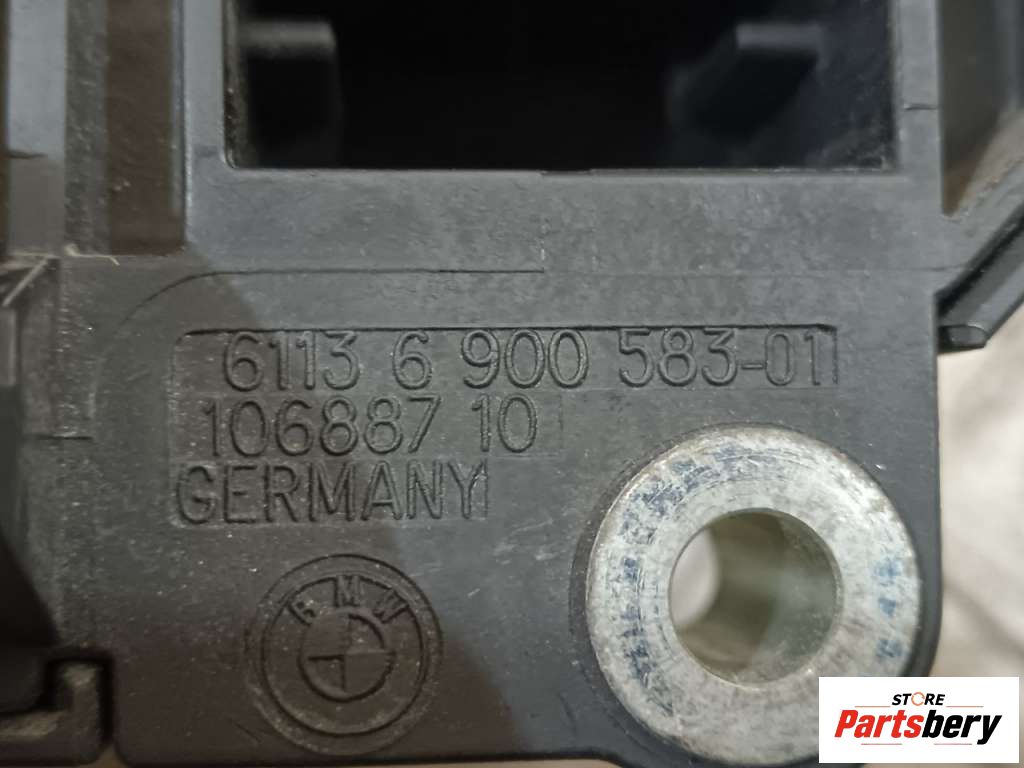 6113 6 900 583-01
106887 10
GERMANY
BMW
STORE
Partsbery